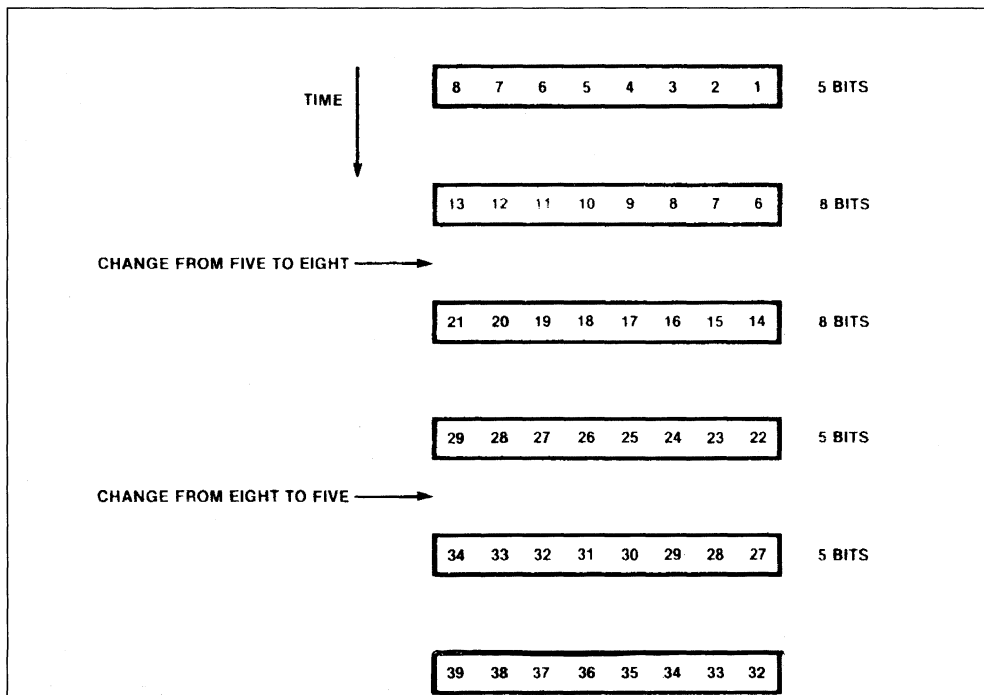 8 7 6 5 4 3 2 1 5 BITS
TIME
13 12 11 10 9 8 7 6 8 BITS
CHANGE FROM FIVE TO EIGHT
21 20 19 18 17 16 15 14 8 BITS
29 28 27 26 25 24 23 22 5 BITS
CHANGE FROM EIGHT TO FIVE
34 33 32 31 30 29 28 27 5 BITS
39 38 37 36 35 34 33 32